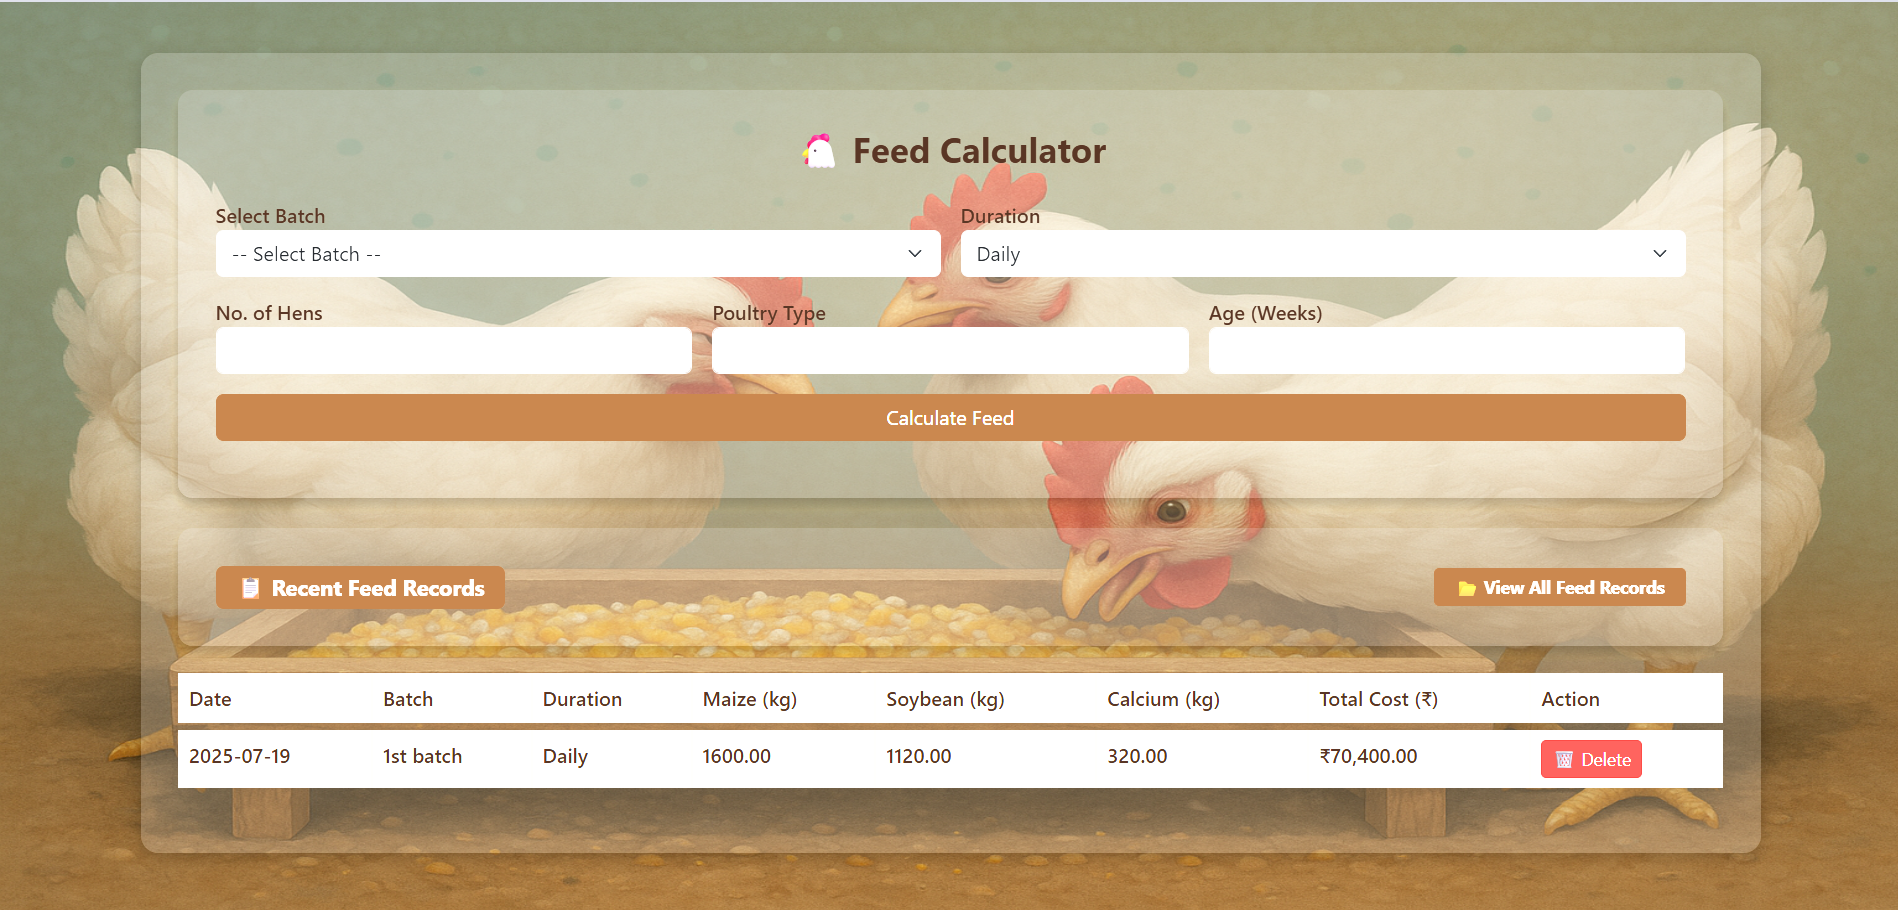 Feed Calculator
Select Batch Duration
-- Select Batch -- Daily
No. of Hens Poultry Type Age (Weeks)
Calculate Feed
Recent Feed Records View All Feed Records
Date Batch Duration Maize (kg) Soybean (kg) Calcium (kg) Total Cost (₹) Action
2025-07-19 1st batch Daily 1600.00 1120.00 320.00 ₹70,400.00 Delete